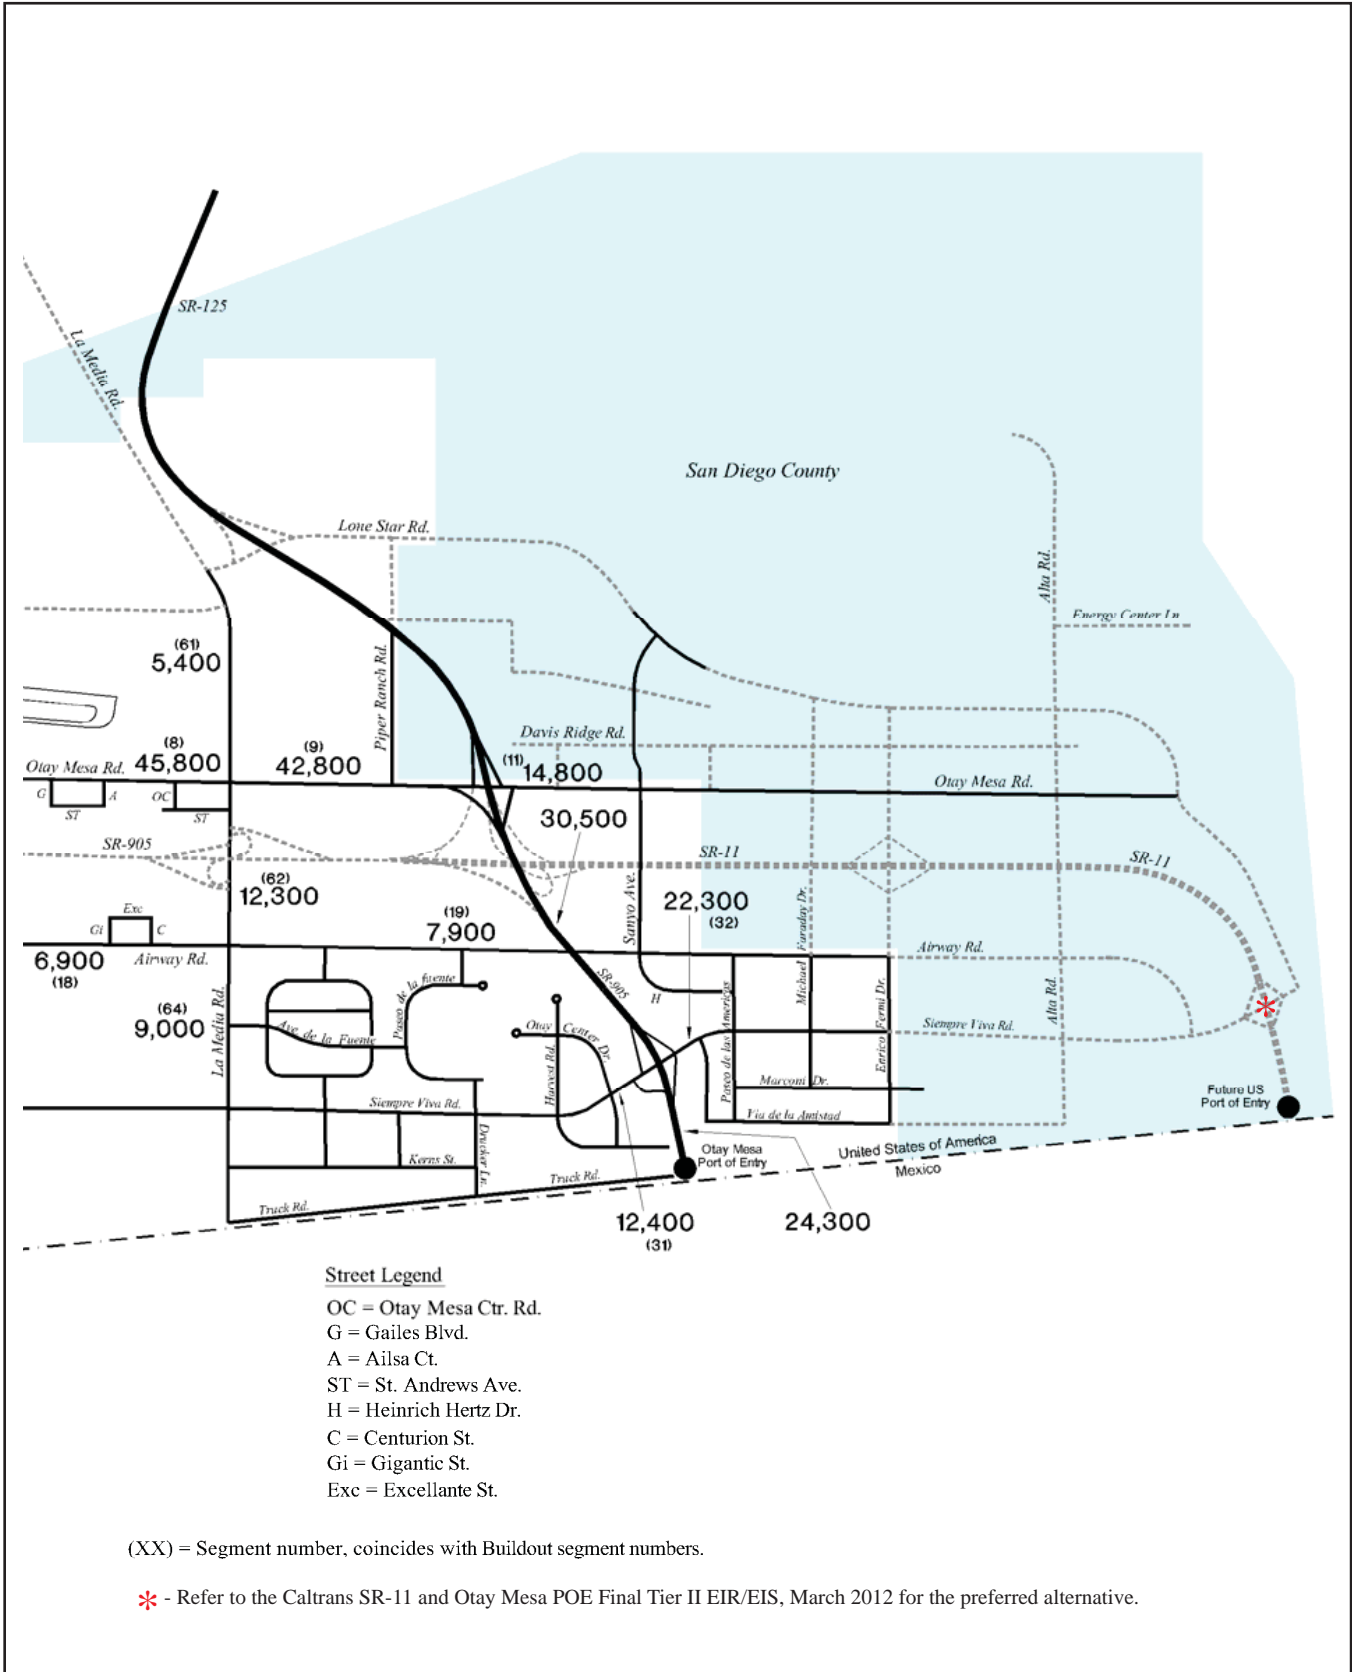 SR-125
La Media Rd.
San Diego County
Lone Star Rd.
Alta Rd.
Energy Center Ln
(61)
5,400
Piper Ranch Rd.
Davis Ridge Rd.
(8)
45,800
(9)
42,800
(11) 14,800
Otay Mesa Rd.
Otay Mesa Rd.
G
A
ST
OC
ST
30,500
SR-905
SR-11
SR-11
(62)
12,300
22,300
(32)
Sanyo Ave.
Exc
Gi
C
(19)
7,900
Michael Faraday Dr.
6,900
(18)
Airway Rd.
Airway Rd.
SR-905
H
(64)
9,000
La Media Rd.
Ave. de la Fuente
Paseo de la fuente
Otay Center Dr.
Harvest Rd.
Paseo de las Americas
Enrico Fermi Dr.
Siempre Viva Rd.
Alta Rd.
Marconi Dr.
Siempre Viva Rd.
Via de la Amistad
Future US
Port of Entry
Kerns St.
Drucker Ln.
Otay Mesa
Port of Entry
United States of America
Mexico
Truck Rd.
Truck Rd.
12,400
(31)
24,300
Street Legend
OC = Otay Mesa Ctr. Rd.
G = Gailes Blvd.
A = Ailsa Ct.
ST = St. Andrews Ave.
H = Heinrich Hertz Dr.
C = Centurion St.
Gi = Gigantic St.
Exc = Excellante St.
(XX) = Segment number, coincides with Buildout segment numbers.
* - Refer to the Caltrans SR-11 and Otay Mesa POE Final Tier II EIR/EIS, March 2012 for the preferred alternative.